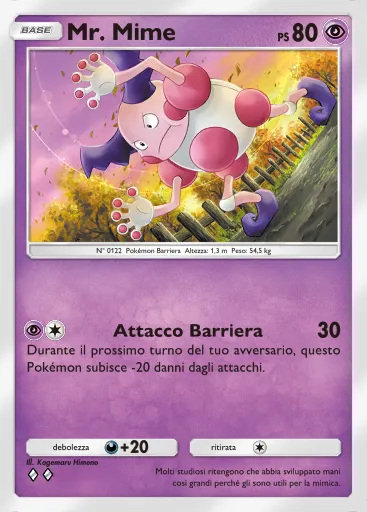 BASE Mr. Mime PS 80
N° 0122 Pokémon Barriera Altezza: 1,3 m Peso: 54,5 kg
Attacco Barriera 30
Durante il prossimo turno del tuo avversario, questo
Pokémon subisce -20 danni dagli attacchi.
debolezza +20 ritirata
Ill. Kagemaru Himeno
Molti studiosi ritengono che abbia sviluppato mani
così grandi perché gli sono utili per la mimica.